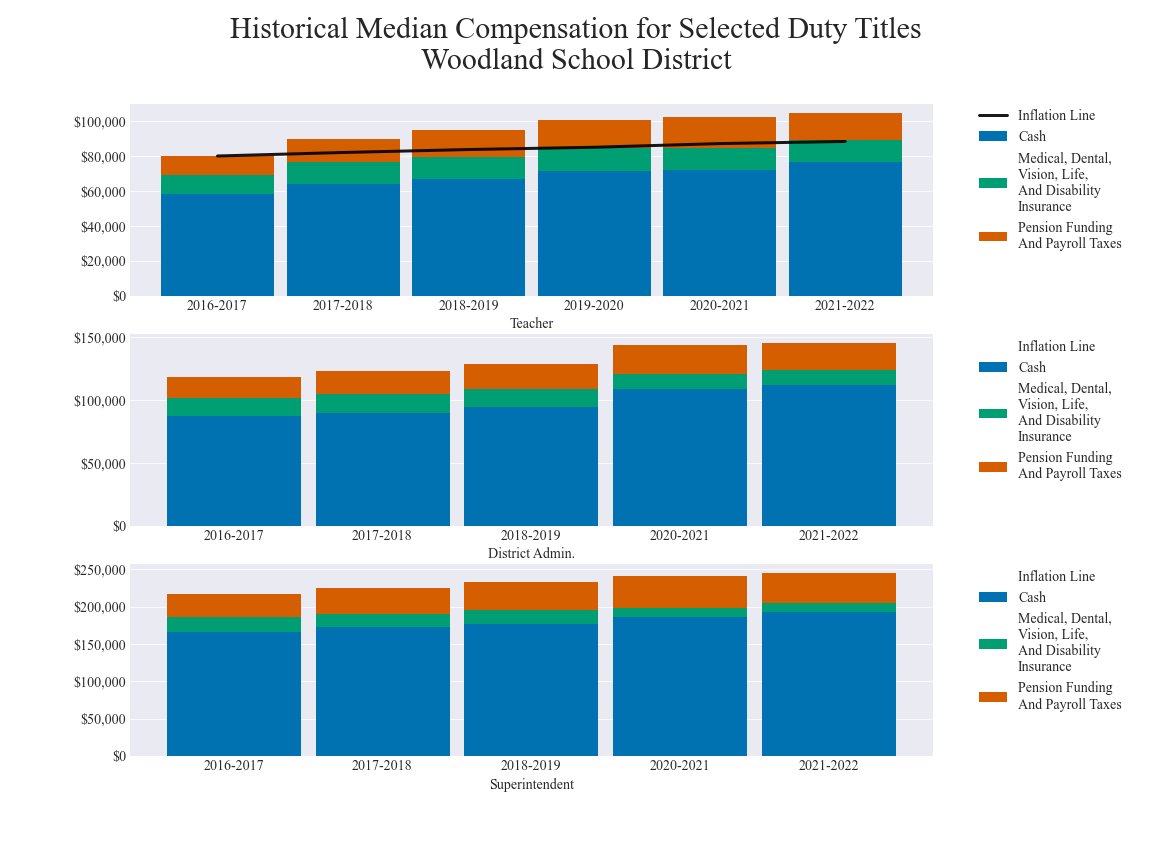 Historical Median Compensation for Selected Duty Titles
Woodland School District
$100,000
$80,000
$60,000
$40,000
$20,000
$0
2016-2017 2017-2018 2018-2019 2019-2020 2020-2021 2021-2022
Teacher
Inflation Line
Cash
Medical, Dental,
Vision, Life,
And Disability
Insurance
Pension Funding
And Payroll Taxes
$150,000
$100,000
$50,000
$0
2016-2017 2017-2018 2018-2019 2020-2021 2021-2022
District Admin.
Inflation Line
Cash
Medical, Dental,
Vision, Life,
And Disability
Insurance
Pension Funding
And Payroll Taxes
$250,000
$200,000
$150,000
$100,000
$50,000
$0
2016-2017 2017-2018 2018-2019 2020-2021 2021-2022
Superintendent
Inflation Line
Cash
Medical, Dental,
Vision, Life,
And Disability
Insurance
Pension Funding
And Payroll Taxes